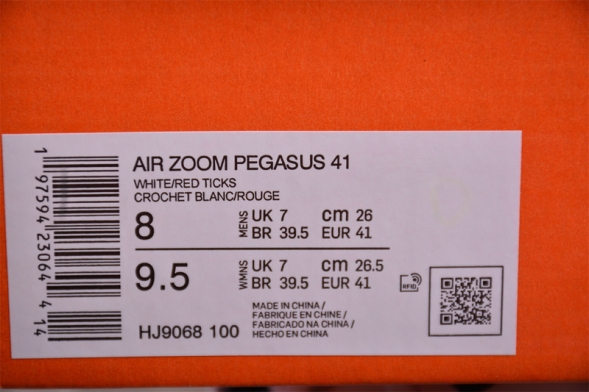 AIR ZOOM PEGASUS 41
WHITE/RED TICKS
CROCHET BLANC/ROUGE
8 MENS UK 7 cm 26
BR 39.5 EUR 41
9.5 WMNS UK 7 cm 26.5
BR 39.5 EUR 41
RFID
MADE IN CHINA /
FABRIQUE EN CHINE /
FABRICADO NA CHINA /
HECHO EN CHINA
HJ9068 100
1 97594 23064 4 14